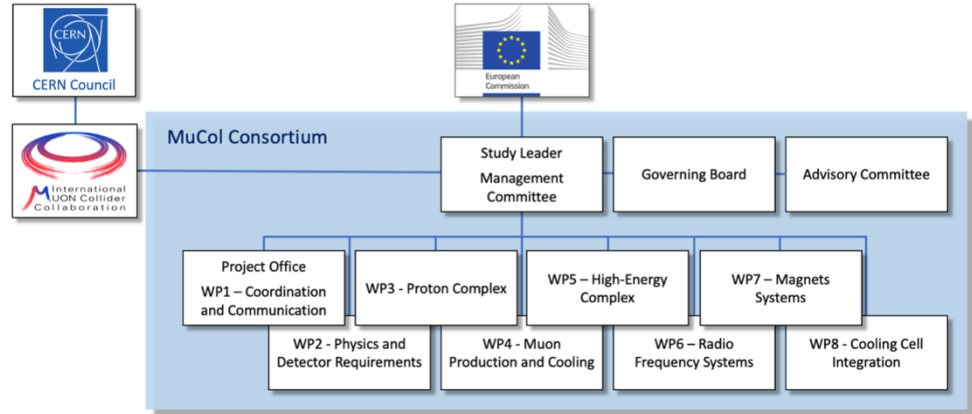 CERN
CERN Council
European
Commission
International
MUON Collider
Collaboration
MuCol Consortium
Study Leader
Management
Committee
Governing Board
Advisory Committee
Project Office
WP1 – Coordination
and Communication
WP3 - Proton Complex
WP5 – High-Energy
Complex
WP7 – Magnets
Systems
WP2 - Physics and
Detector Requirements
WP4 - Muon
Production and Cooling
WP6 – Radio
Frequency Systems
WP8 - Cooling Cell
Integration